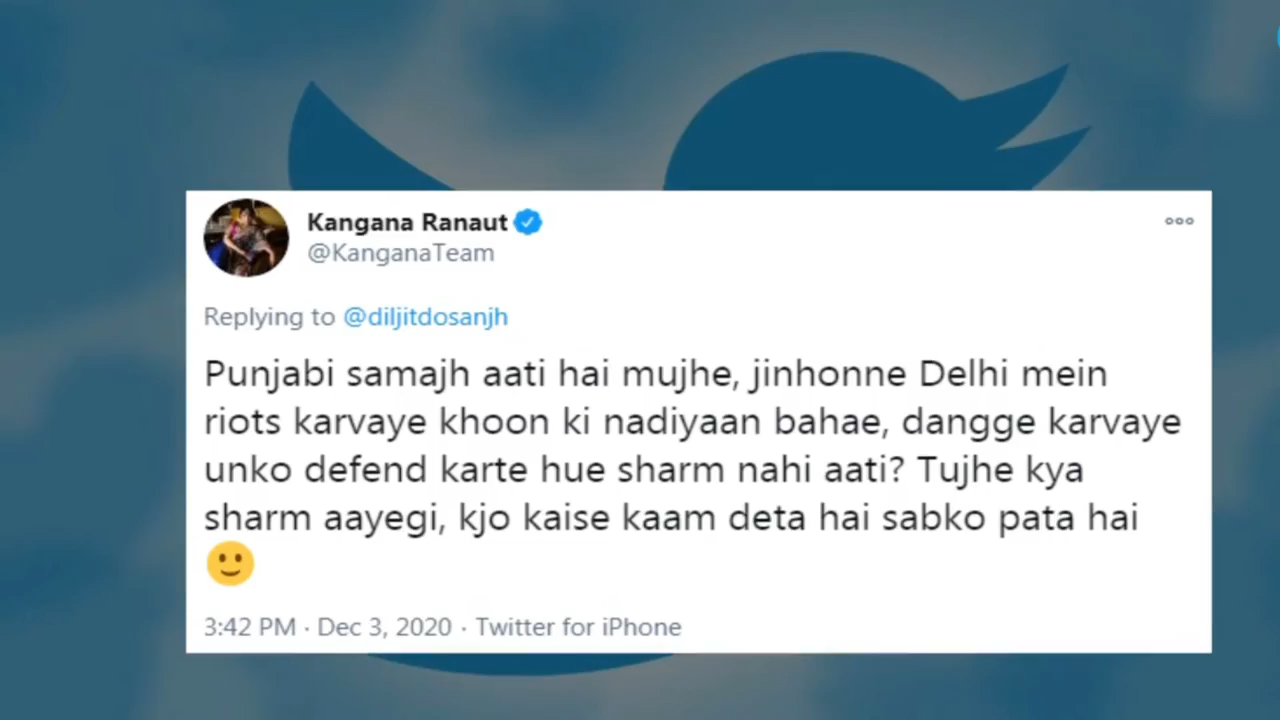 Kangana Ranaut
@KanganaTeam
Replying to @diljitdosanjh
Punjabi samajh aati hai mujhe, jinhonne Delhi mein
riots karvaye khoon ki nadiyaan bahae, dangge karvaye
unko defend karte hue sharm nahi aati? Tujhe kya
sharm aayegi, kjo kaise kaam deta hai sabko pata hai
🙂
3:42 PM · Dec 3, 2020 · Twitter for iPhone